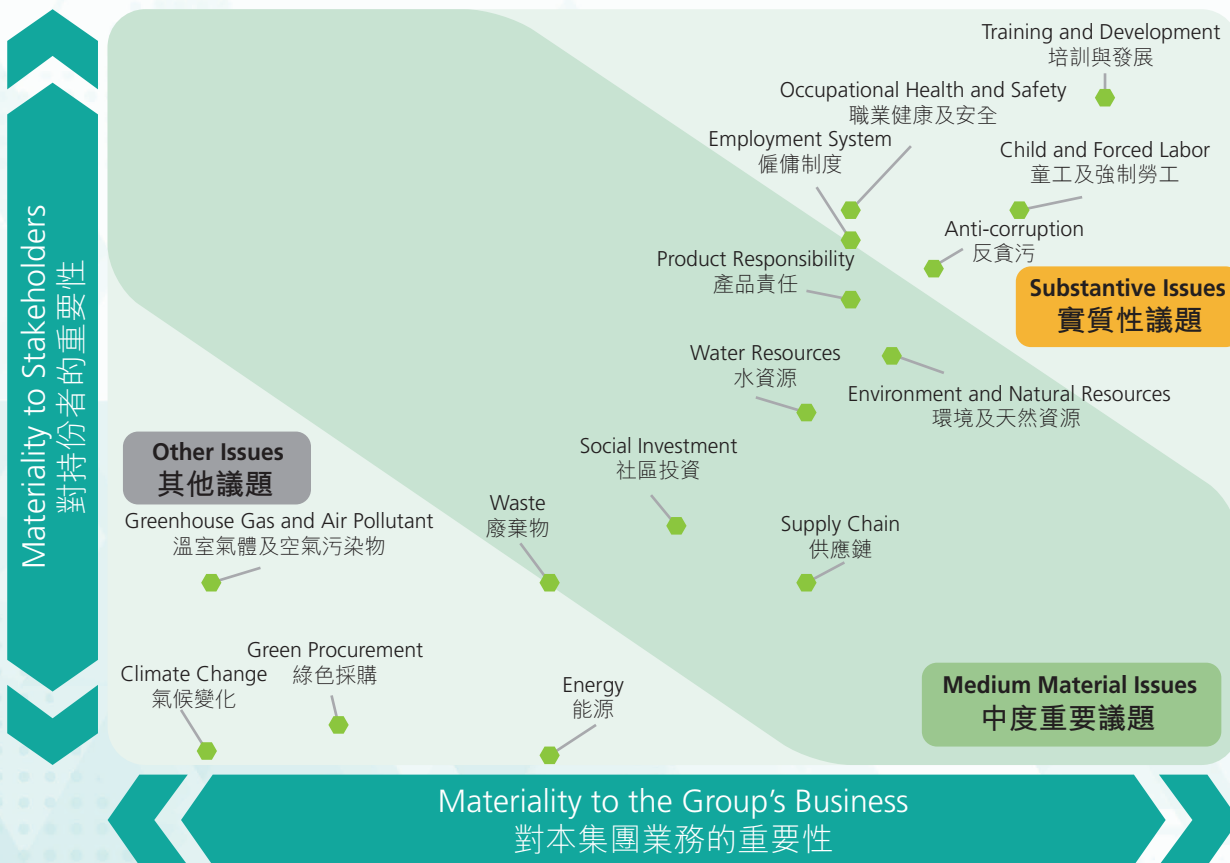 Training and Development
培訓與發展
Occupational Health and Safety
職業健康及安全
Employment System
僱傭制度
Child and Forced Labor
童工及強制勞工
Anti-corruption
反貪污
Product Responsibility
產品責任
Substantive Issues
實質性議題
Water Resources
水資源
Environment and Natural Resources
環境及天然資源
Social Investment
社區投資
Other Issues
其他議題
Greenhouse Gas and Air Pollutant
溫室氣體及空氣污染物
Waste
廢棄物
Supply Chain
供應鏈
Green Procurement
綠色採購
Climate Change
氣候變化
Energy
能源
Medium Material Issues
中度重要議題
Materiality to Stakeholders
對持份者的重要性
Materiality to the Group's Business
對本集團業務的重要性